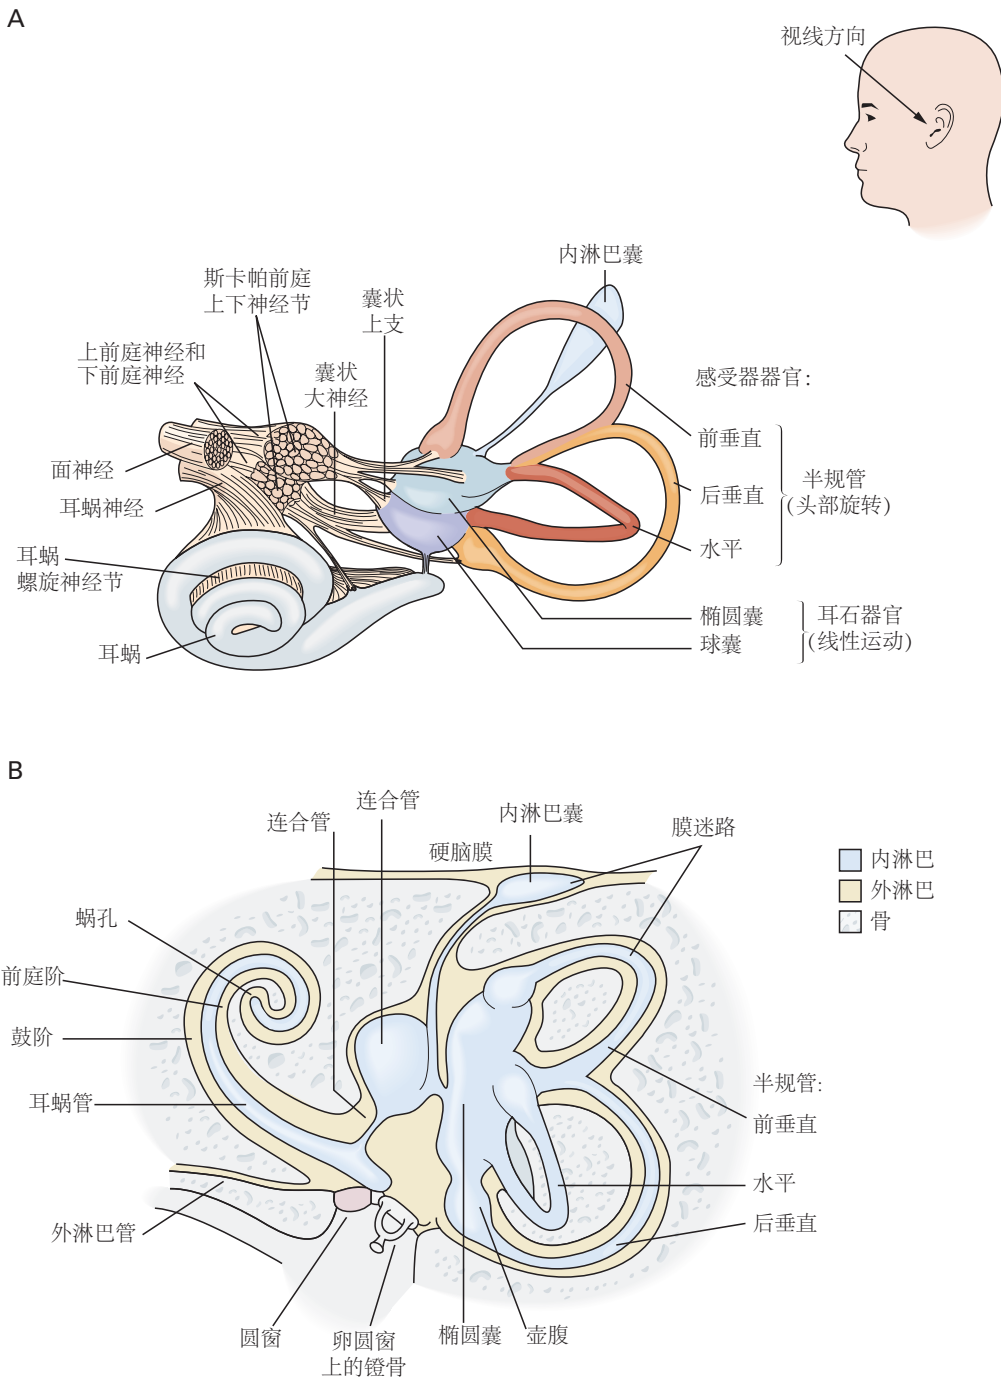 A
视线方向
内淋巴囊
斯卡帕前庭
上下神经节
囊状
上支
上前庭神经和
下前庭神经
囊状
大神经
感受器器官:
前垂直
面神经
半规管
(头部旋转)
后垂直
耳蜗神经
水平
耳蜗
螺旋神经节
椭圆囊
耳石器官
(线性运动)
球囊
耳蜗
B
连合管
内淋巴囊
连合管
膜迷路
硬脑膜
内淋巴
外淋巴
骨
蜗孔
前庭阶
鼓阶
半规管:
耳蜗管
前垂直
水平
后垂直
外淋巴管
圆窗
卵圆窗
上的镫骨
椭圆囊
壶腹